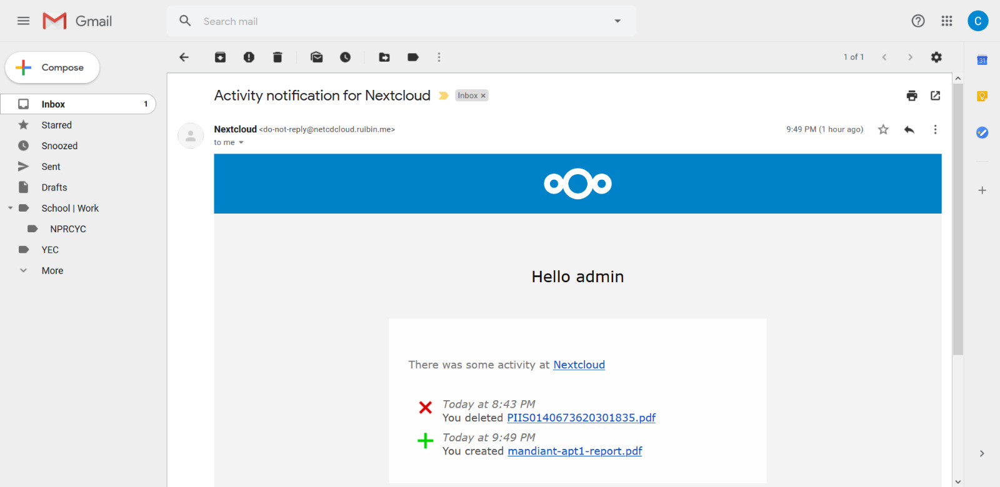 Gmail
Search mail
C
Compose
1 of 1
31
Inbox 1
Starred
Snoozed
Sent
Drafts
School | Work
NPRCYC
YEC
More
Activity notification for Nextcloud Inbox ×
Nextcloud <do-not-reply@netcdcloud.ruibin.me> 9:49 PM (1 hour ago)
to me
Hello admin
There was some activity at Nextcloud
Today at 8:43 PM
You deleted PIIS0140673620301835.pdf
Today at 9:49 PM
You created mandiant-apt1-report.pdf